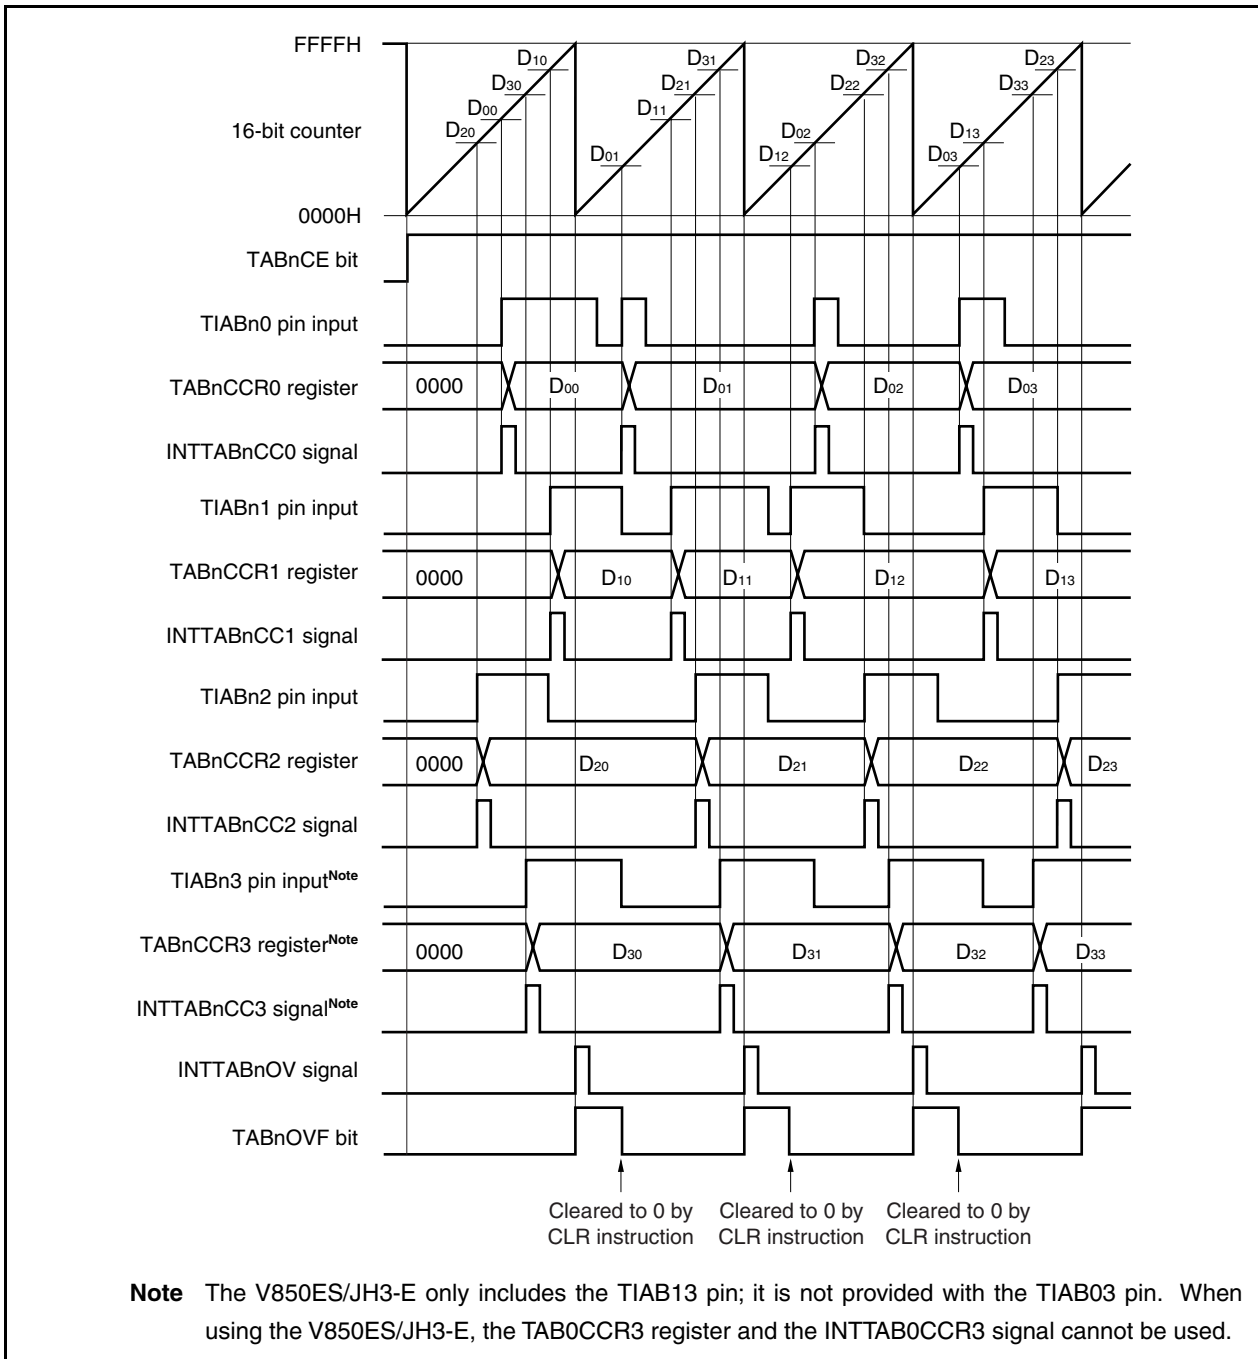 FFFFH
D10
D31
D32
D23
D30
D21
D22
D33
D00
D11
16-bit counter
D20
D02
D13
D01
D12
D03
0000H
TABnCE bit
TIABn0 pin input
TABnCCR0 register
0000
D00
D01
D02
D03
INTTABnCC0 signal
TIABn1 pin input
TABnCCR1 register
0000
D10
D11
D12
D13
INTTABnCC1 signal
TIABn2 pin input
TABnCCR2 register
0000
D20
D21
D22
D23
INTTABnCC2 signal
TIABn3 pin inputNote
TABnCCR3 registerNote
0000
D30
D31
D32
D33
INTTABnCC3 signalNote
INTTABnOV signal
TABnOVF bit
Cleared to 0 by
CLR instruction
Cleared to 0 by
CLR instruction
Cleared to 0 by
CLR instruction
Note The V850ES/JH3-E only includes the TIAB13 pin; it is not provided with the TIAB03 pin. When
using the V850ES/JH3-E, the TAB0CCR3 register and the INTTAB0CCR3 signal cannot be used.